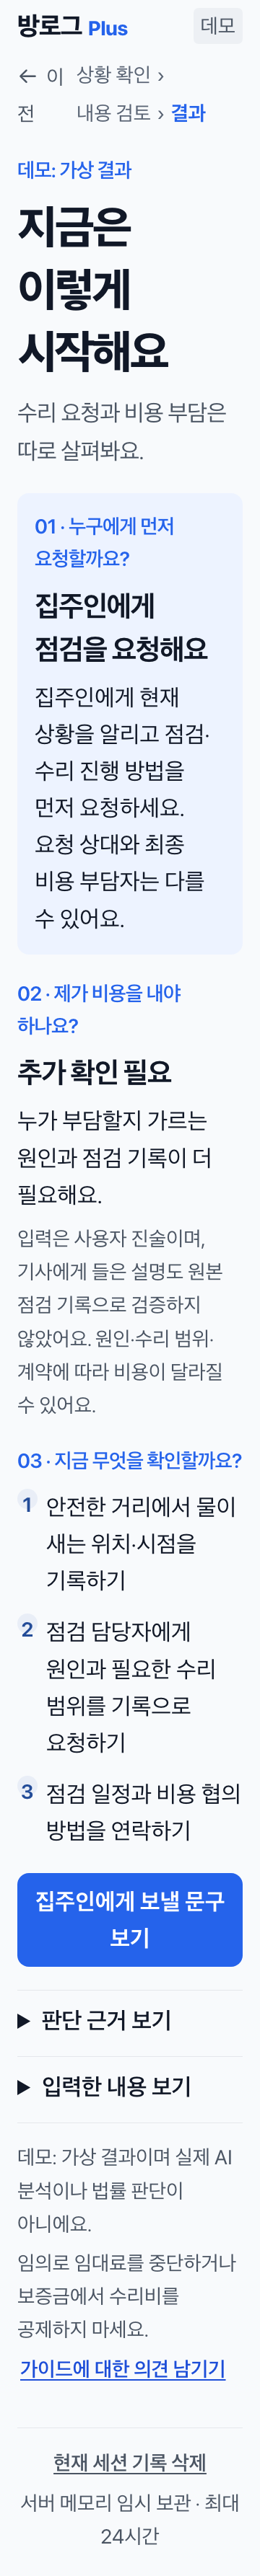 방로그 Plus 데모
← 이 상황 확인 ›
전 내용 검토 › 결과
데모: 가상 결과
지금은
이렇게
시작해요
수리 요청과 비용 부담은
따로 살펴봐요.
01 · 누구에게 먼저
요청할까요?
집주인에게
점검을 요청해요
집주인에게 현재
상황을 알리고 점검·
수리 진행 방법을
먼저 요청하세요.
요청 상대와 최종
비용 부담자는 다를
수 있어요.
02 · 제가 비용을 내야
하나요?
추가 확인 필요
누가 부담할지 가르는
원인과 점검 기록이 더
필요해요.
입력은 사용자 진술이며,
기사에게 들은 설명도 원본
점검 기록으로 검증하지
않았어요. 원인·수리 범위·
계약에 따라 비용이 달라질
수 있어요.
03 · 지금 무엇을 확인할까요?
1 안전한 거리에서 물이
새는 위치·시점을
기록하기
2 점검 담당자에게
원인과 필요한 수리
범위를 기록으로
요청하기
3 점검 일정과 비용 협의
방법을 연락하기
집주인에게 보낼 문구
보기
▶ 판단 근거 보기
▶ 입력한 내용 보기
데모: 가상 결과이며 실제 AI
분석이나 법률 판단이
아니에요.
임의로 임대료를 중단하거나
보증금에서 수리비를
공제하지 마세요.
가이드에 대한 의견 남기기
현재 세션 기록 삭제
서버 메모리 임시 보관 · 최대
24시간